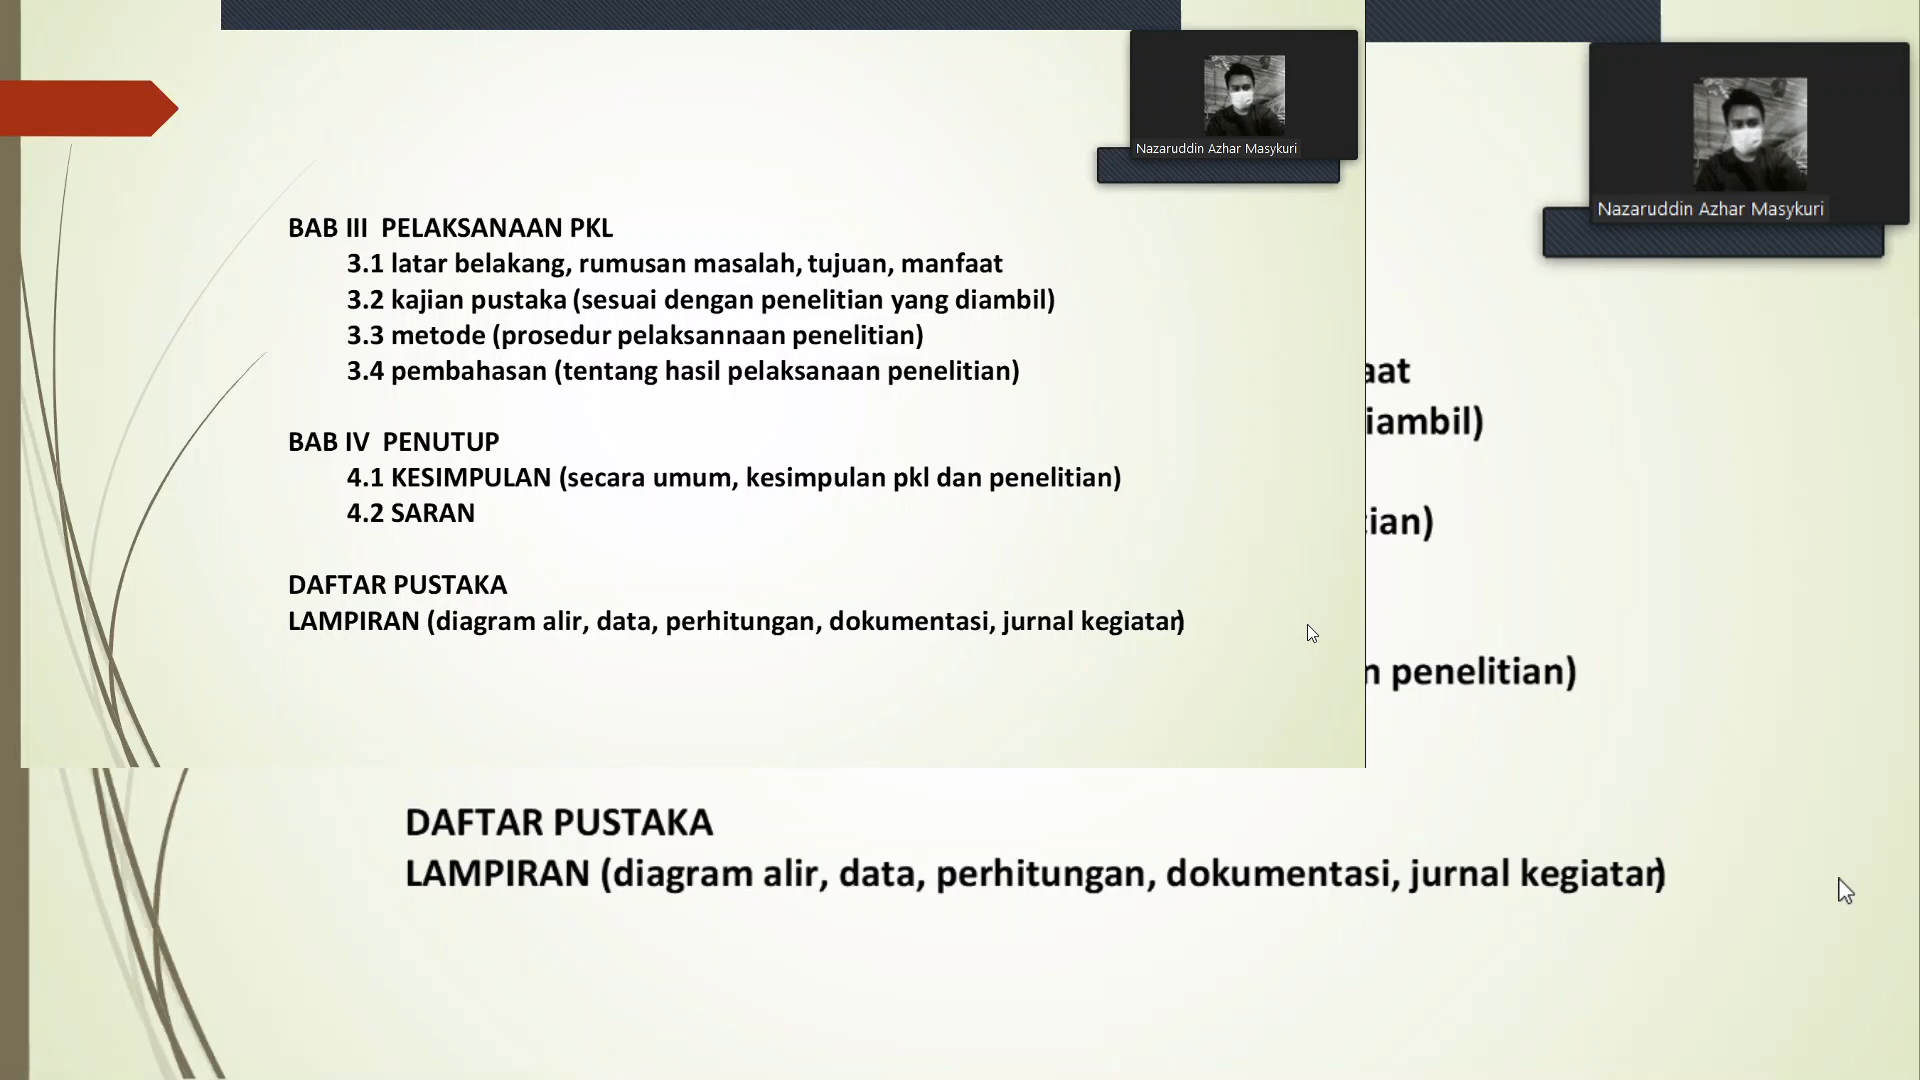 Nazaruddin Azhar Masykuri
BAB III  PELAKSANAAN PKL
3.1 latar belakang, rumusan masalah, tujuan, manfaat
3.2 kajian pustaka (sesuai dengan penelitian yang diambil)
3.3 metode (prosedur pelaksannaan penelitian)
3.4 pembahasan (tentang hasil pelaksanaan penelitian)
BAB IV  PENUTUP
4.1 KESIMPULAN (secara umum, kesimpulan pkl dan penelitian)
4.2 SARAN
DAFTAR PUSTAKA
LAMPIRAN (diagram alir, data, perhitungan, dokumentasi, jurnal kegiatan)
Nazaruddin Azhar Masykuri
aat
iambil)
tian)
n penelitian)
DAFTAR PUSTAKA
LAMPIRAN (diagram alir, data, perhitungan, dokumentasi, jurnal kegiatan)